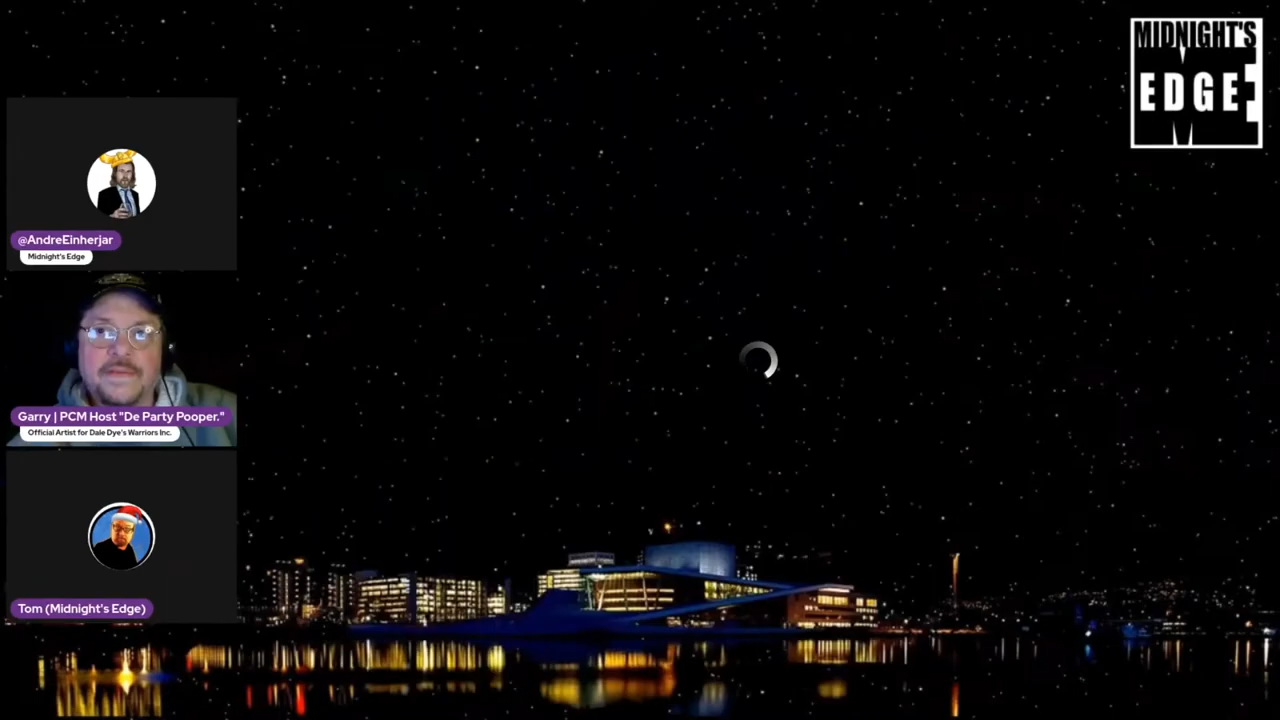 MIDNIGHT'S
EDGE
@AndreEinherjar
Midnight's Edge
Garry | PCM Host "De Party Pooper."
Official Artist for Dale Dye's Warriors Inc.
Tom (Midnight's Edge)